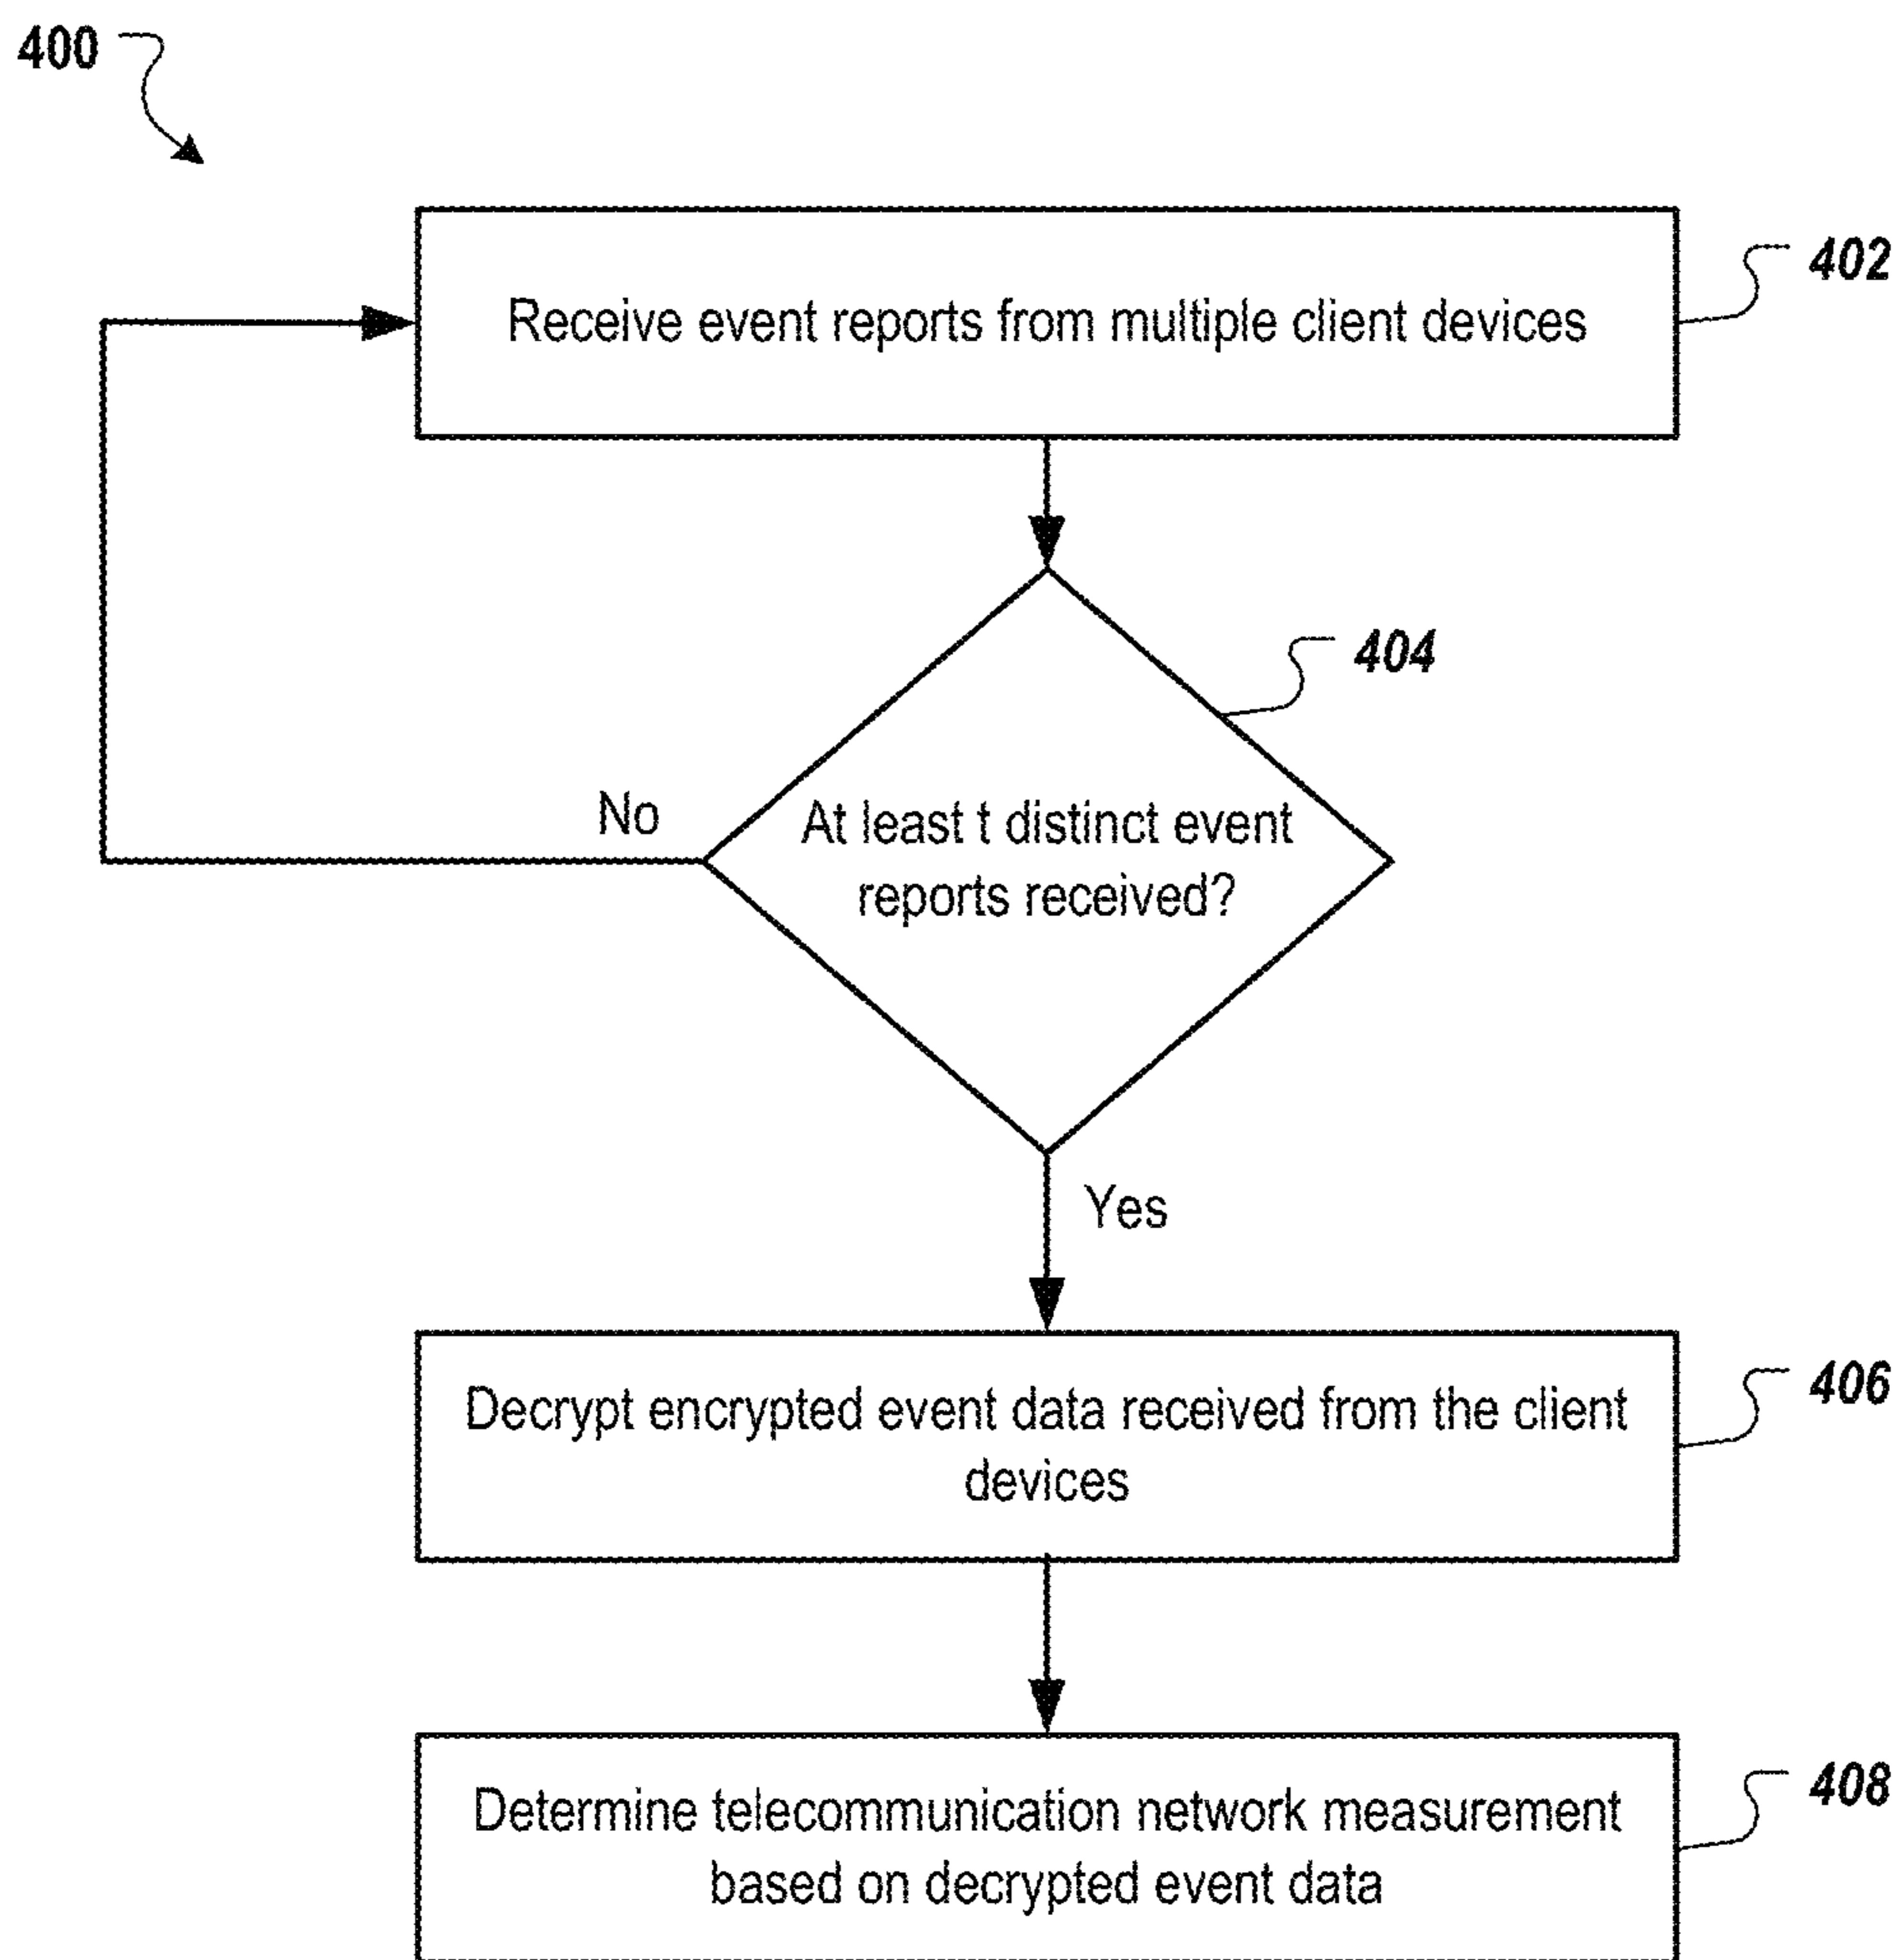 400
Receive event reports from multiple client devices
402
404
No
At least t distinct event
reports received?
Yes
Decrypt encrypted event data received from the client
devices
406
Determine telecommunication network measurement
based on decrypted event data
408